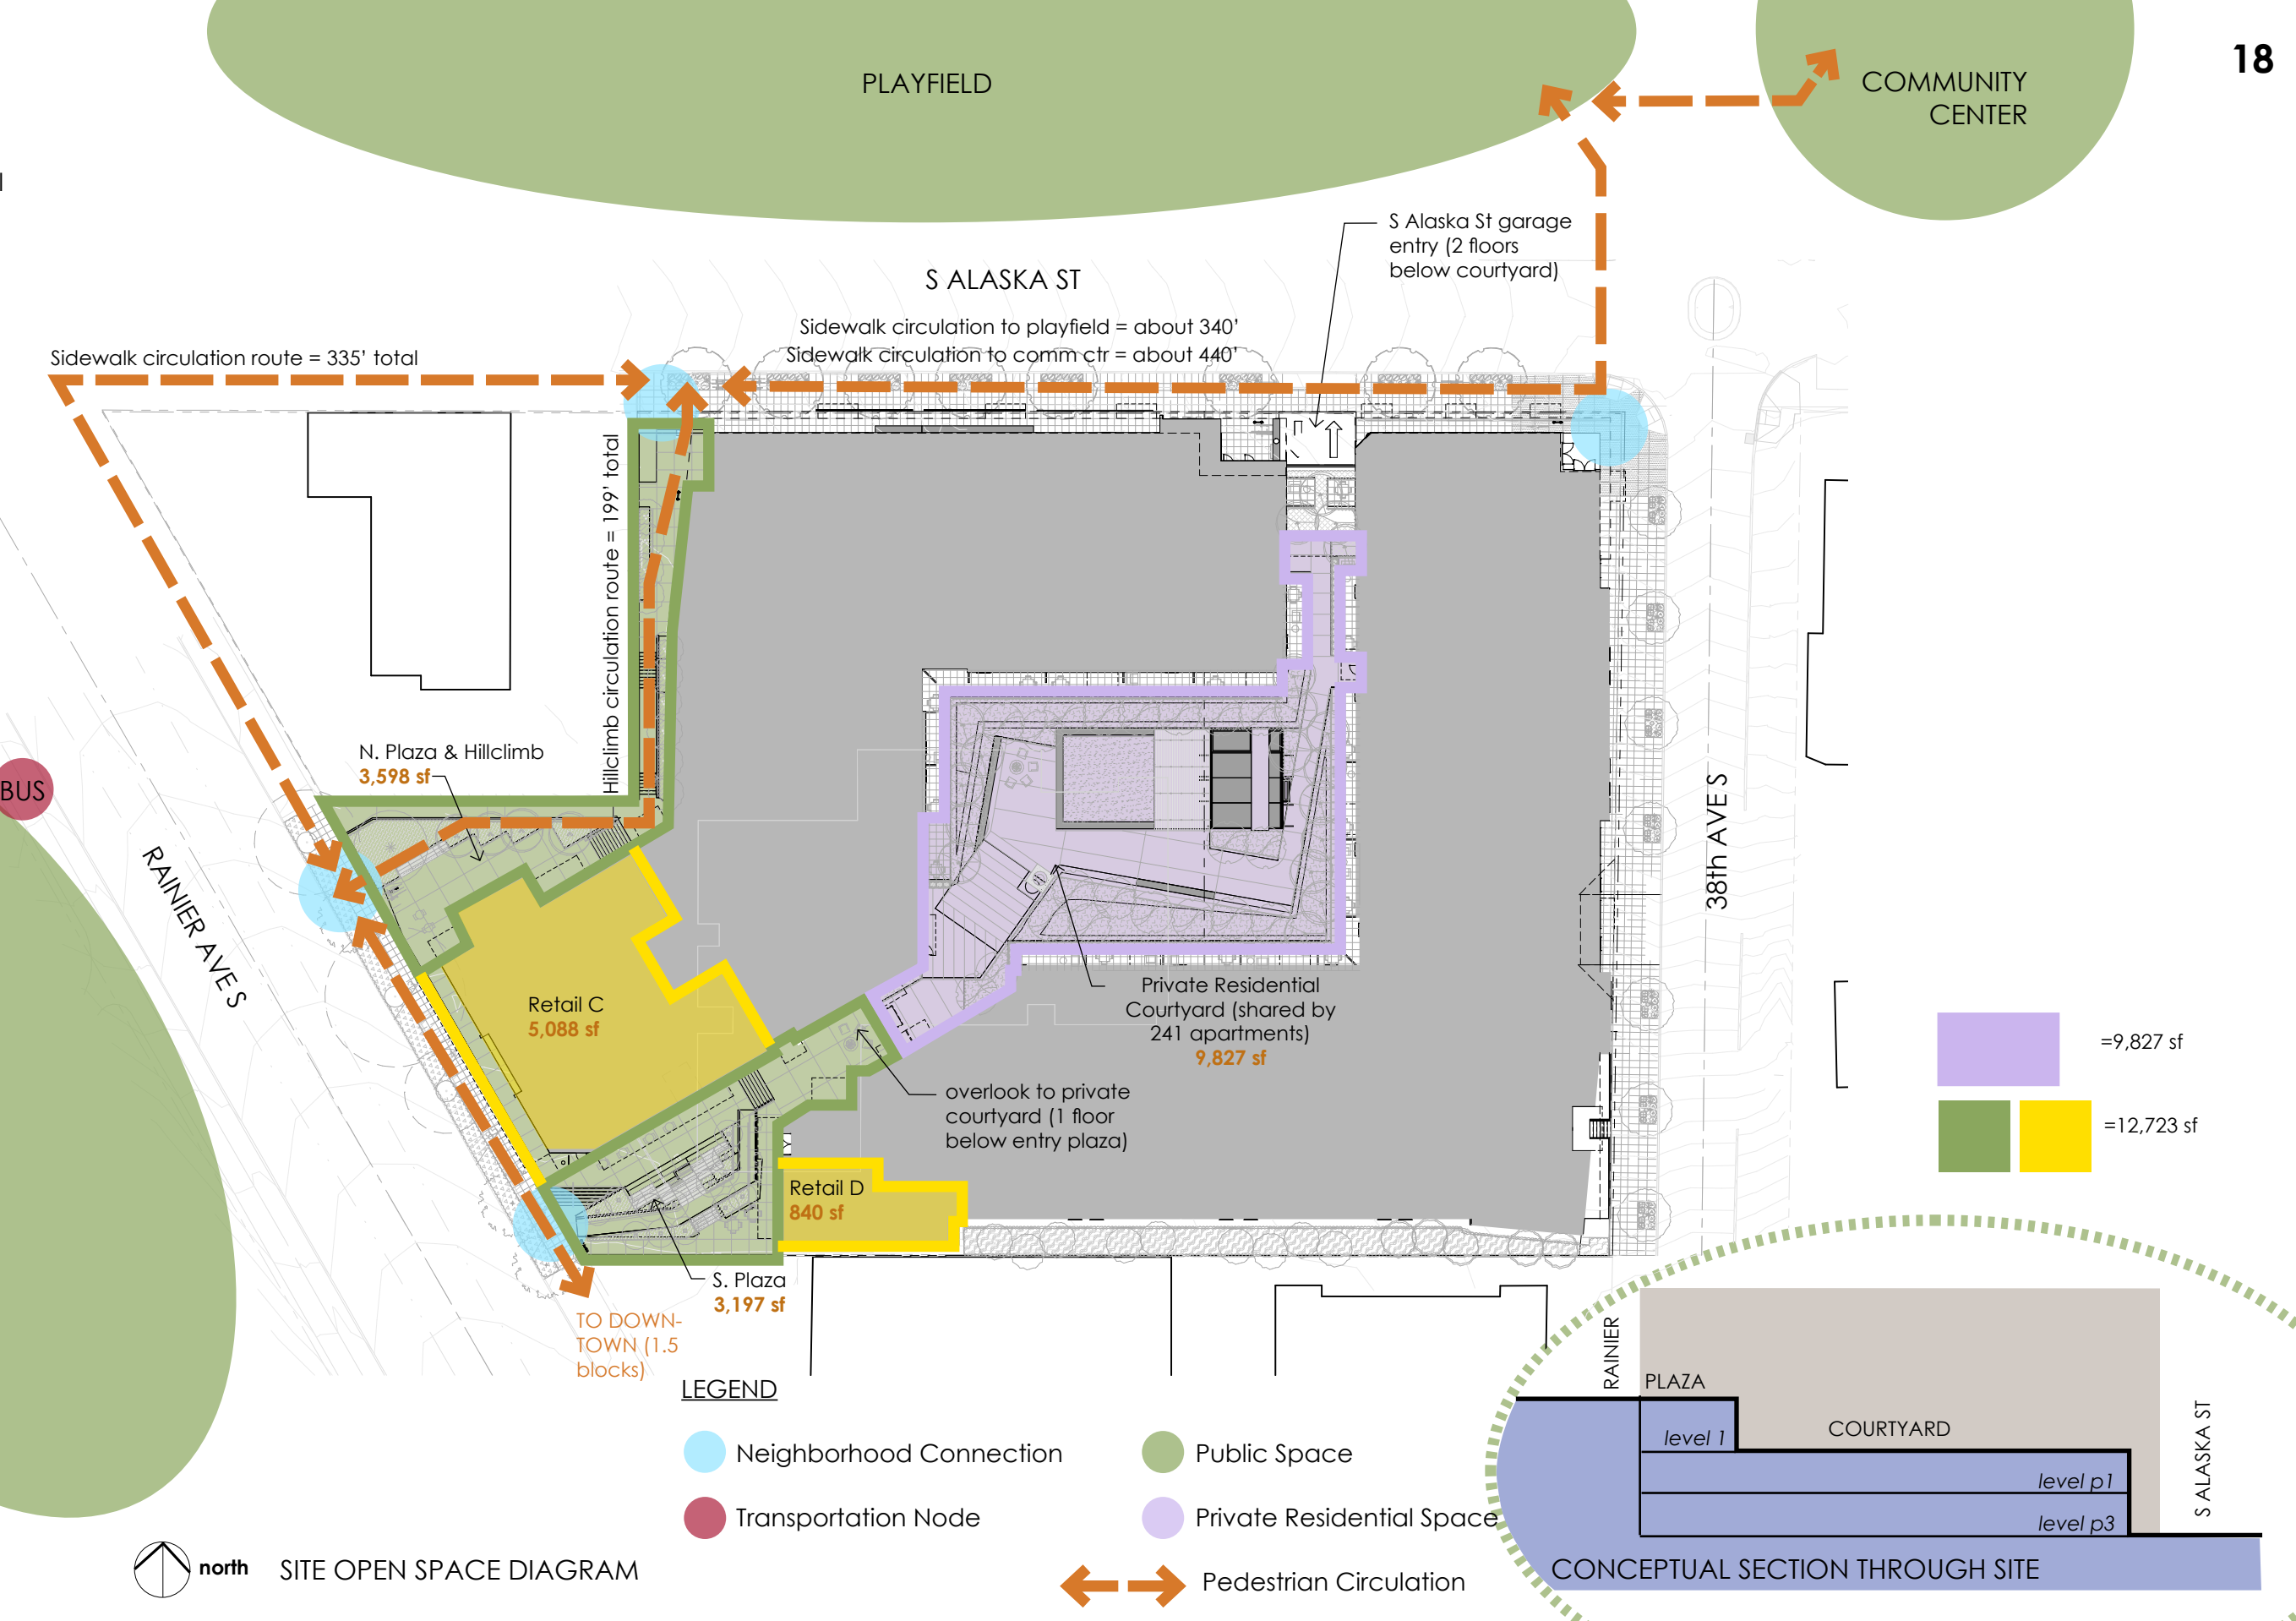 18
PLAYFIELD
COMMUNITY
CENTER
S Alaska St garage
entry (2 floors
below courtyard)
S ALASKA ST
Sidewalk circulation to playfield = about 340'
Sidewalk circulation to comm ctr = about 440'
Sidewalk circulation route = 335' total
Hillclimb circulation route = 199' total
N. Plaza & Hillclimb
3,598 sf
BUS
RAINIER AVE S
38th AVE S
Retail C
5,088 sf
Private Residential
Courtyard (shared by
241 apartments)
9,827 sf
overlook to private
courtyard (1 floor
below entry plaza)
=9,827 sf
=12,723 sf
Retail D
840 sf
S. Plaza
3,197 sf
TO DOWN-
TOWN (1.5
blocks)
LEGEND
Neighborhood Connection
Public Space
Transportation Node
Private Residential Space
Pedestrian Circulation
north
SITE OPEN SPACE DIAGRAM
RAINIER
PLAZA
level 1
COURTYARD
level p1
level p3
S ALASKA ST
CONCEPTUAL SECTION THROUGH SITE